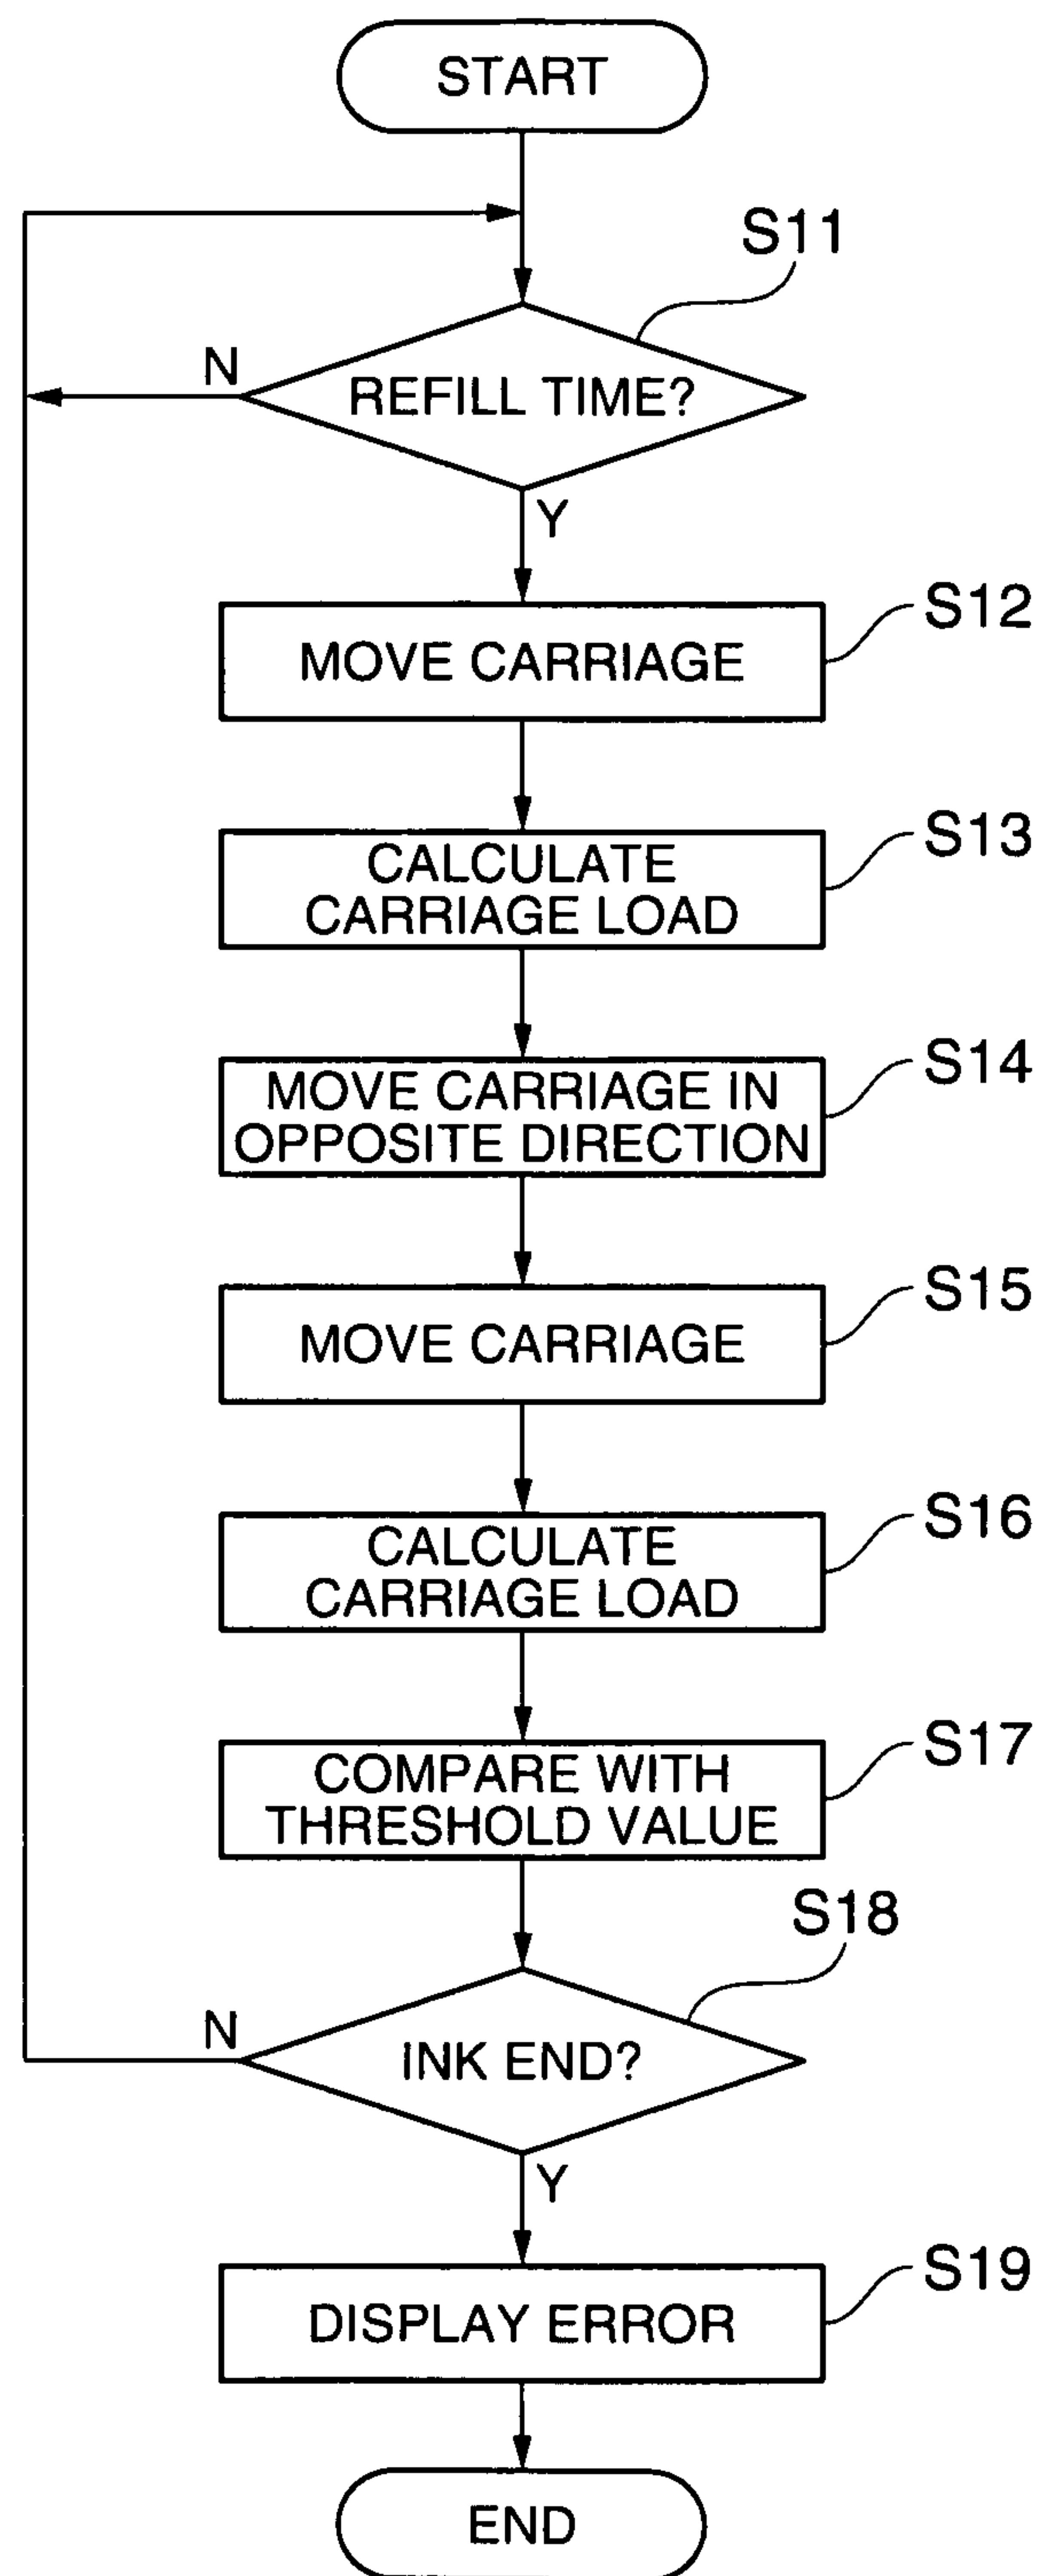 START
S11
N
REFILL TIME?
Y
S12
MOVE CARRIAGE
S13
CALCULATE
CARRIAGE LOAD
S14
MOVE CARRIAGE IN
OPPOSITE DIRECTION
S15
MOVE CARRIAGE
S16
CALCULATE
CARRIAGE LOAD
S17
COMPARE WITH
THRESHOLD VALUE
S18
N
INK END?
Y
S19
DISPLAY ERROR
END